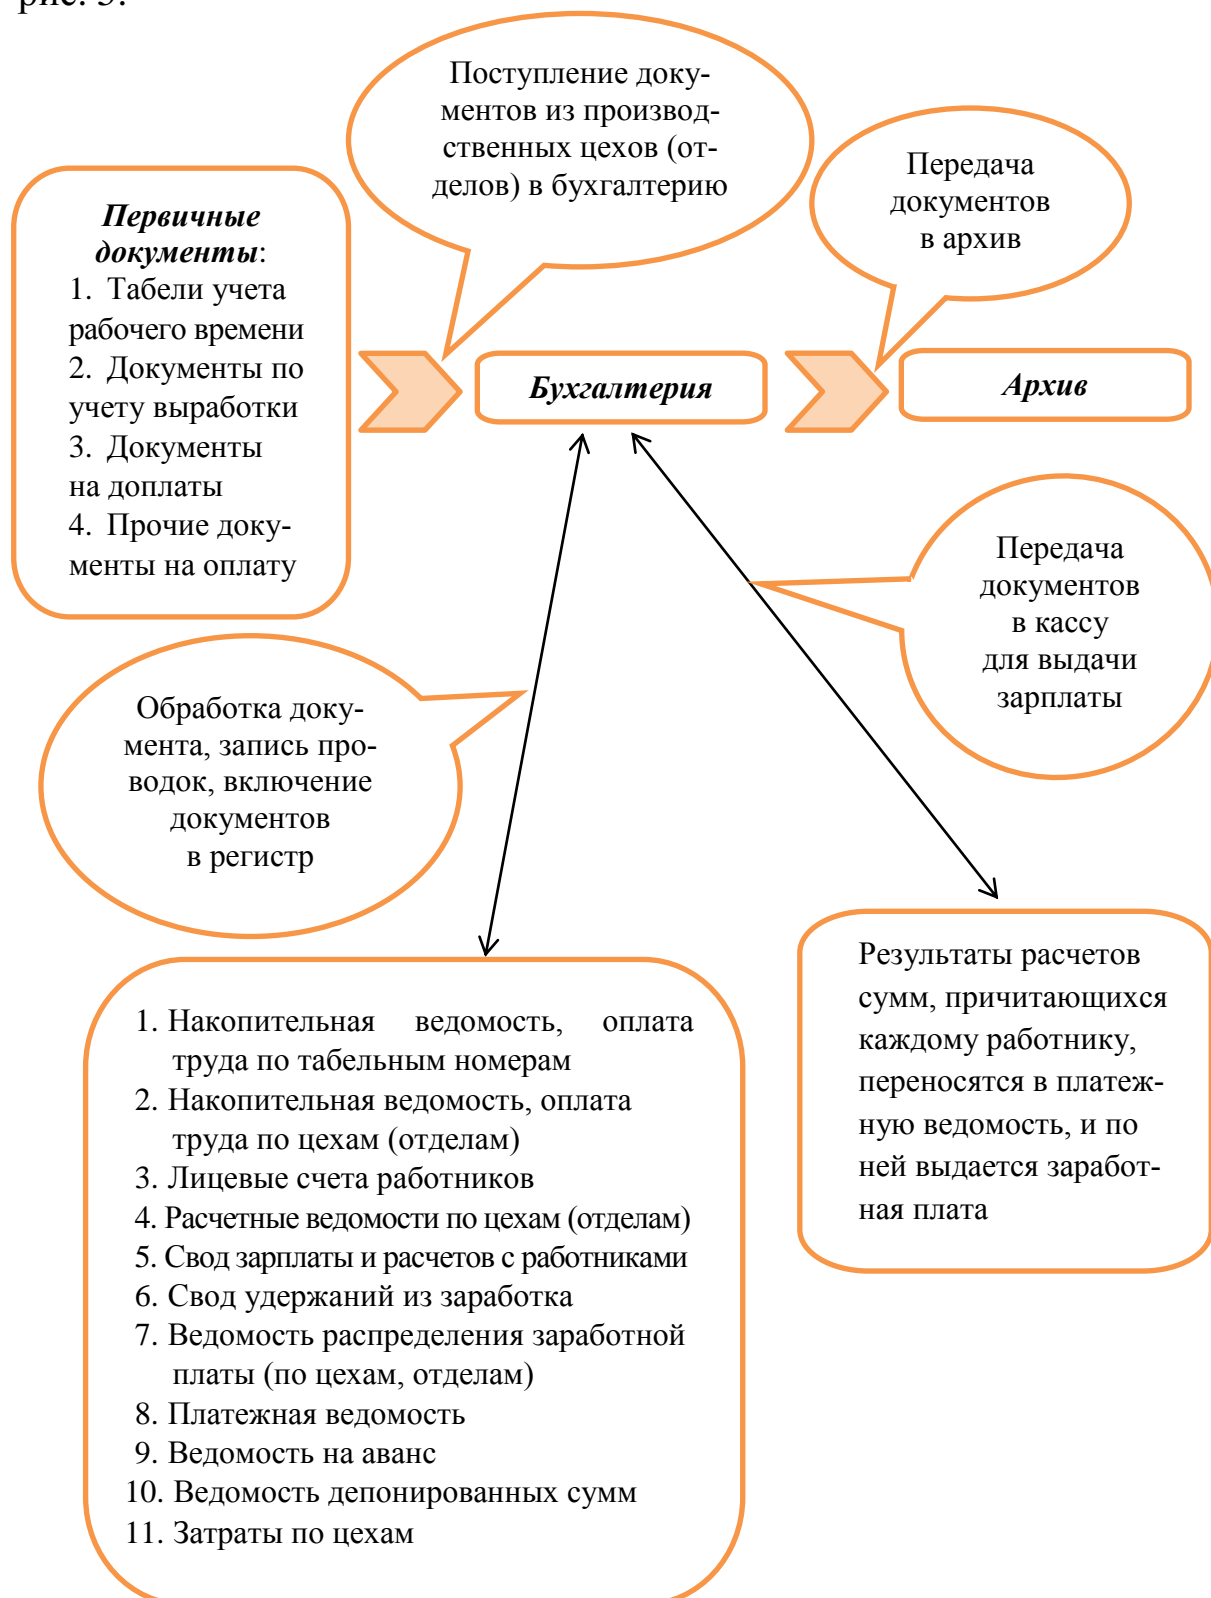 рис. 3.
Поступление доку-
ментов из производ-
ственных цехов (от-
делов) в бухгалтерию
Передача
документов
в архив
Первичные
документы:
1. Табели учета
рабочего времени
2. Документы по
учету выработки
3. Документы
на доплаты
4. Прочие доку-
менты на оплату
Бухгалтерия
Архив
Передача
документов
в кассу
для выдачи
зарплаты
Обработка доку-
мента, запись про-
водок, включение
документов
в регистр
1. Накопительная ведомость, оплата
труда по табельным номерам
2. Накопительная ведомость, оплата
труда по цехам (отделам)
3. Лицевые счета работников
4. Расчетные ведомости по цехам (отделам)
5. Свод зарплаты и расчетов с работниками
6. Свод удержаний из заработка
7. Ведомость распределения заработной
платы (по цехам, отделам)
8. Платежная ведомость
9. Ведомость на аванс
10. Ведомость депонированных сумм
11. Затраты по цехам
Результаты расчетов
сумм, причитающихся
каждому работнику,
переносятся в платеж-
ную ведомость, и по
ней выдается заработ-
ная плата